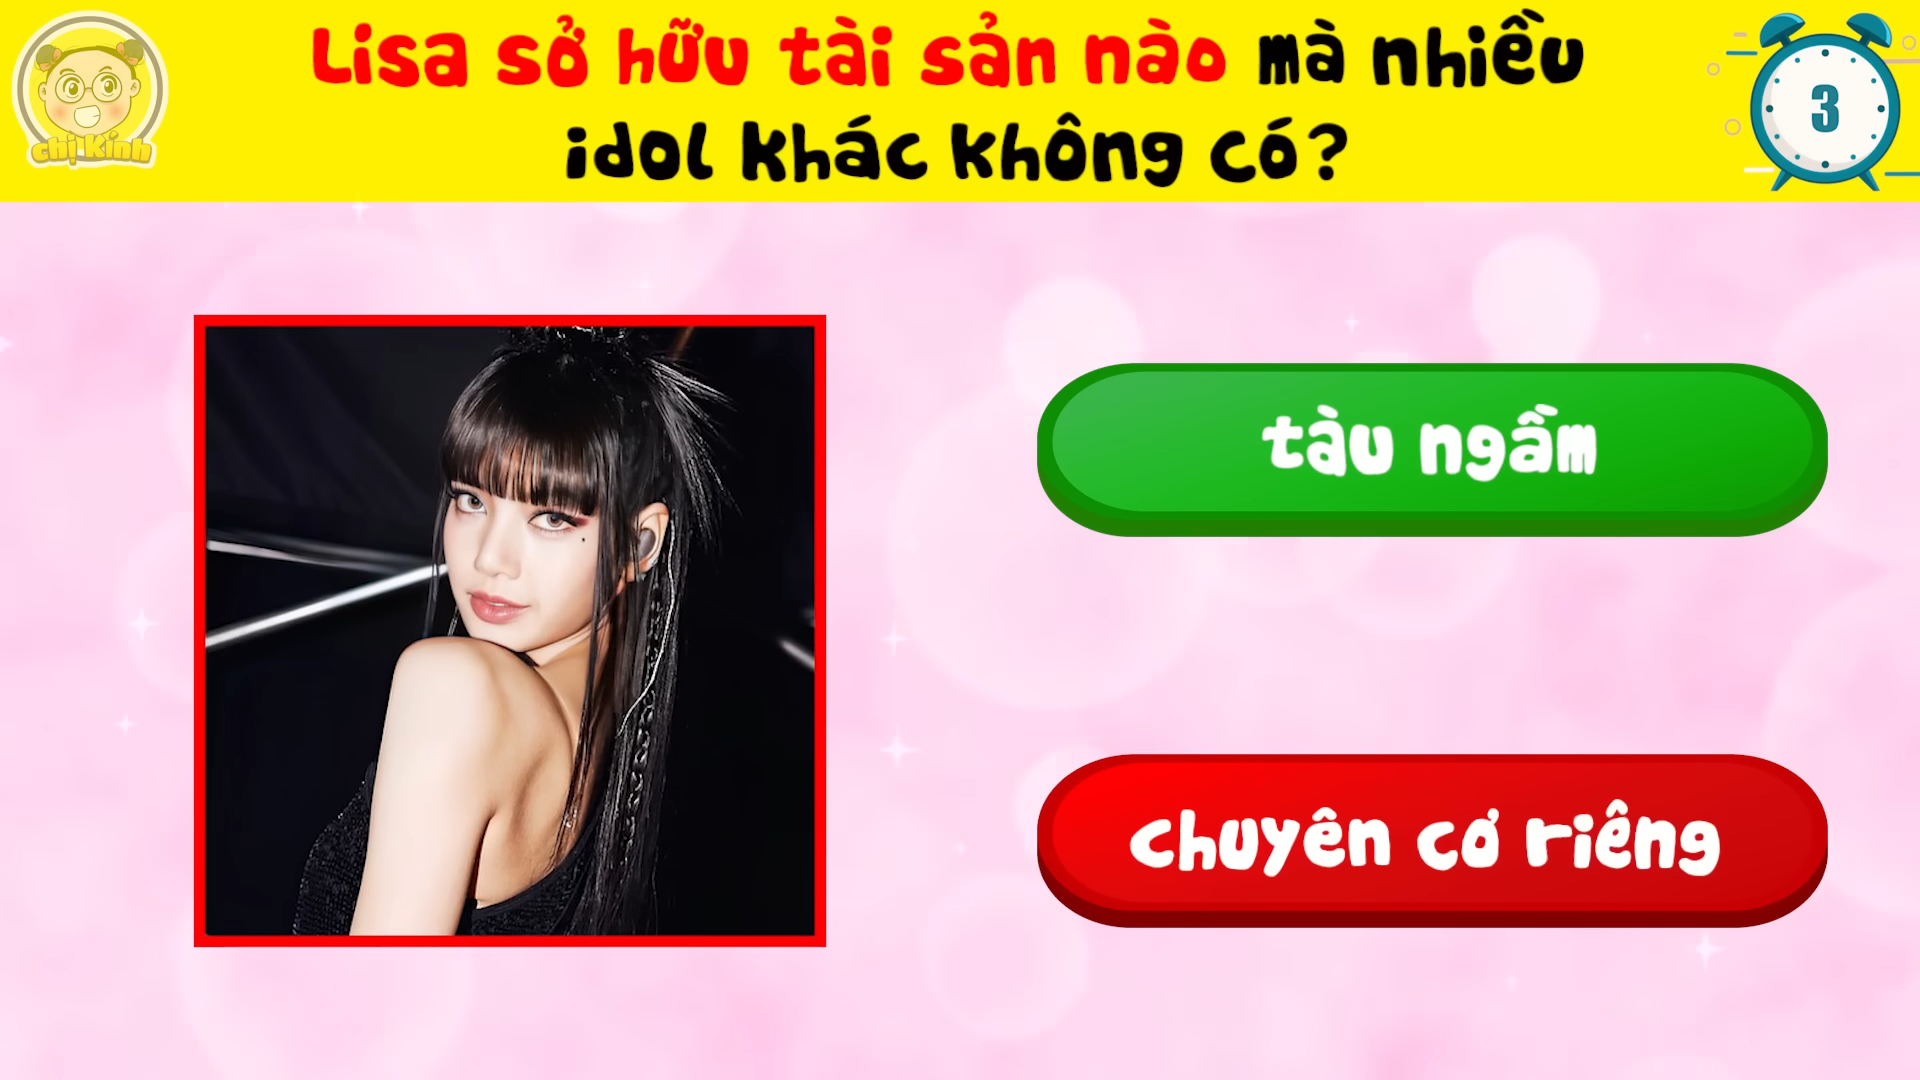 Lisa sở hữu tài sản nào mà nhiều
idol khác không có?
3
chị Kính
tàu ngầm
chuyên cơ riêng